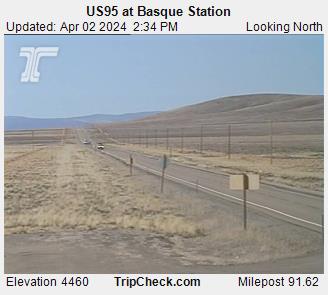 US95 at Basque Station
Updated: Apr 02 2024 2:34 PM Looking North
Elevation 4460 TripCheck.com Milepost 91.62